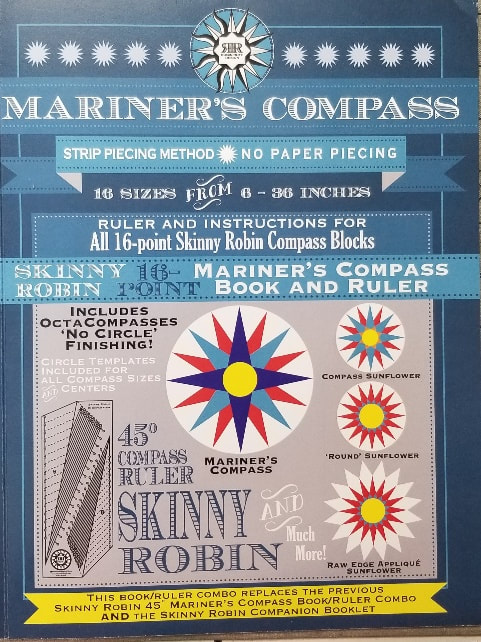 RR
MARINER'S COMPASS
STRIP PIECING METHOD NO PAPER PIECING
16 SIZES FROM 6 - 36 INCHES
RULER AND INSTRUCTIONS FOR
All 16-point Skinny Robin Compass Blocks
SKINNY ROBIN
16-POINT
MARINER'S COMPASS
BOOK AND RULER
INCLUDES
OCTACOMPASSES
'NO CIRCLE'
FINISHING!
CIRCLE TEMPLATES
INCLUDED FOR
ALL COMPASS SIZES
AND CENTERS
MARINER'S
COMPASS
COMPASS SUNFLOWER
'ROUND' SUNFLOWER
RAW EDGE APPLIQUÉ
SUNFLOWER
45°
COMPASS
RULER
SKINNY
ROBIN
AND
Much
More!
THIS BOOK/RULER COMBO REPLACES THE PREVIOUS
SKINNY ROBIN 45° MARINER'S COMPASS BOOK/RULER COMBO
AND THE SKINNY ROBIN COMPANION BOOKLET